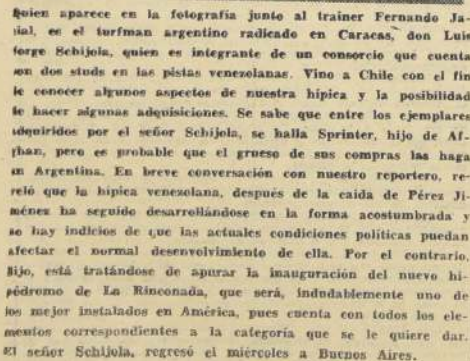 Quien aparece en la fotografía junto al trainer Fernando Ja-
ial, es el turfman argentino radicado en Caracas, don Luis
Jorge Schijola, quien es integrante de un consorcio que cuenta
con dos studs en las pistas venezolanas. Vino a Chile con el fin
de conocer algunos aspectos de nuestra hípica y la posibilidad
de hacer algunas adquisiciones. Se sabe que entre los ejemplares
adquiridos por el señor Schijola, se halla Sprinter, hijo de Af-
ghan, pero es probable que el grueso de sus compras las haga
en Argentina. En breve conversación con nuestro reportero, re-
veló que la hípica venezolana, después de la caída de Pérez Ji-
ménez ha seguido desarrollándose en la forma acostumbrada y
no hay indicios de que las actuales condiciones políticas puedan
afectar el normal desenvolvimiento de ella. Por el contrario,
dijo, está tratándose de apurar la inauguración del nuevo hi-
pódromo de La Rinconada, que será, indudablemente uno de
los mejor instalados en América, pues cuenta con todos los ele-
mentos correspondientes a la categoría que se le quiere dar.
El señor Schijola, regresó el miércoles a Buenos Aires.